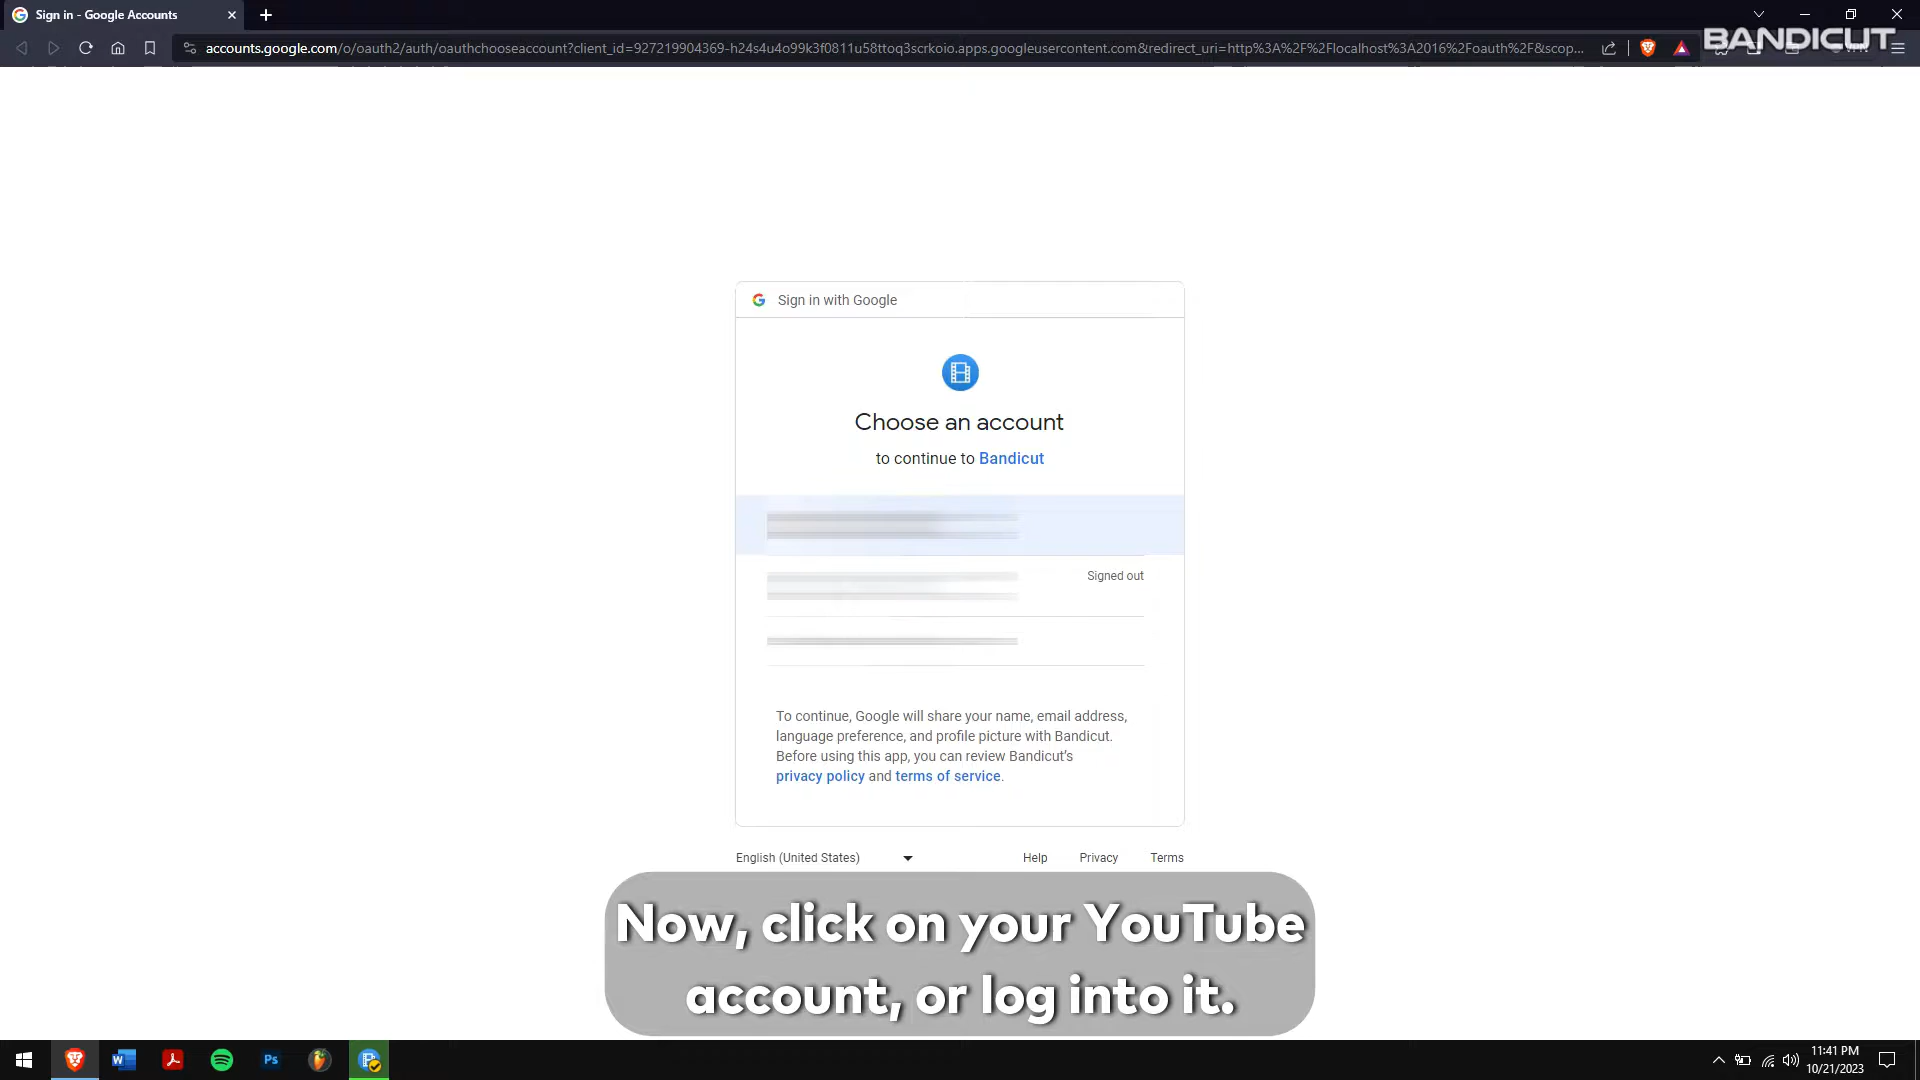 Sign in - Google Accounts
BANDICUT
accounts.google.com/o/oauth2/auth/oauthchooseaccount?client_id=927219904369-h24s4u4o99k3f0811u58ttoq3scrkoio.apps.googleusercontent.com&redirect_uri=http%3A%2F%2Flocalhost%3A2016%2Foauth%2F&scop...
Sign in with Google
Choose an account
to continue to Bandicut
Signed out
To continue, Google will share your name, email address,
language preference, and profile picture with Bandicut.
Before using this app, you can review Bandicut's
privacy policy and terms of service.
English (United States)
Help Privacy Terms
Now, click on your YouTube
account, or log into it.
Ps
11:41 PM
10/21/2023